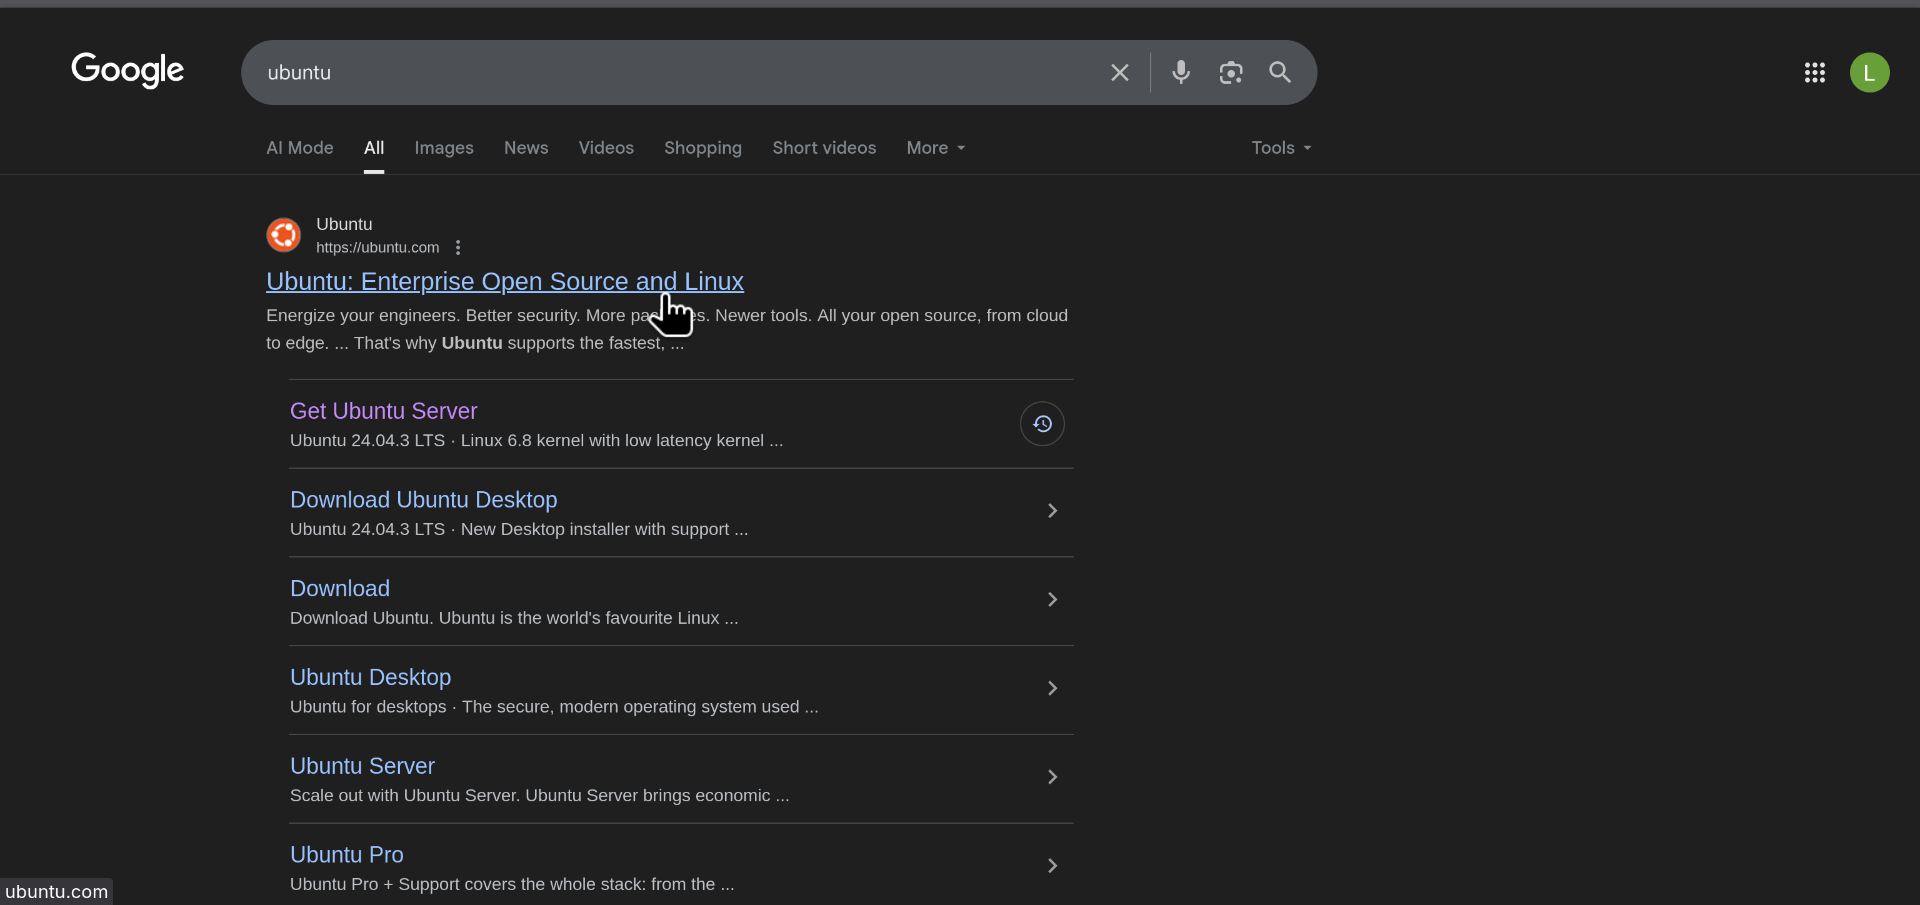 Google
ubuntu
L
AI Mode All Images News Videos Shopping Short videos More Tools
Ubuntu
https://ubuntu.com
Ubuntu: Enterprise Open Source and Linux
Energize your engineers. Better security. More pa es. Newer tools. All your open source, from cloud
to edge. ... That's why Ubuntu supports the fastest, ...
Get Ubuntu Server
Ubuntu 24.04.3 LTS · Linux 6.8 kernel with low latency kernel ...
Download Ubuntu Desktop
Ubuntu 24.04.3 LTS · New Desktop installer with support ...
Download
Download Ubuntu. Ubuntu is the world's favourite Linux ...
Ubuntu Desktop
Ubuntu for desktops · The secure, modern operating system used ...
Ubuntu Server
Scale out with Ubuntu Server. Ubuntu Server brings economic ...
Ubuntu Pro
Ubuntu Pro + Support covers the whole stack: from the ...
ubuntu.com